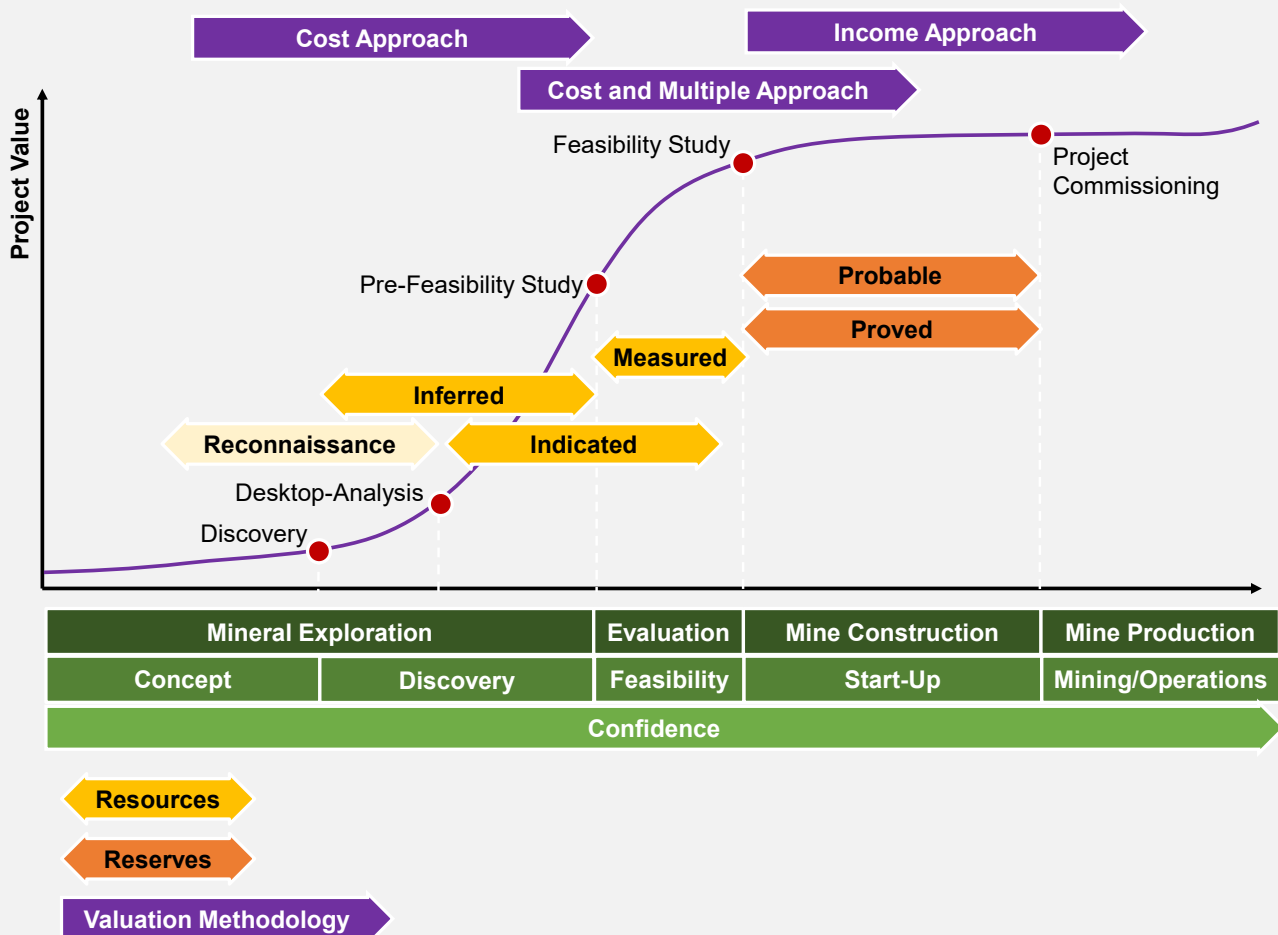 Cost Approach
Income Approach
Cost and Multiple Approach
Project Value
Feasibility Study
Project
Commissioning
Pre-Feasibility Study
Probable
Proved
Measured
Inferred
Reconnaissance
Indicated
Desktop-Analysis
Discovery
Mineral Exploration
Evaluation
Mine Construction
Mine Production
Concept
Discovery
Feasibility
Start-Up
Mining/Operations
Confidence
Resources
Reserves
Valuation Methodology